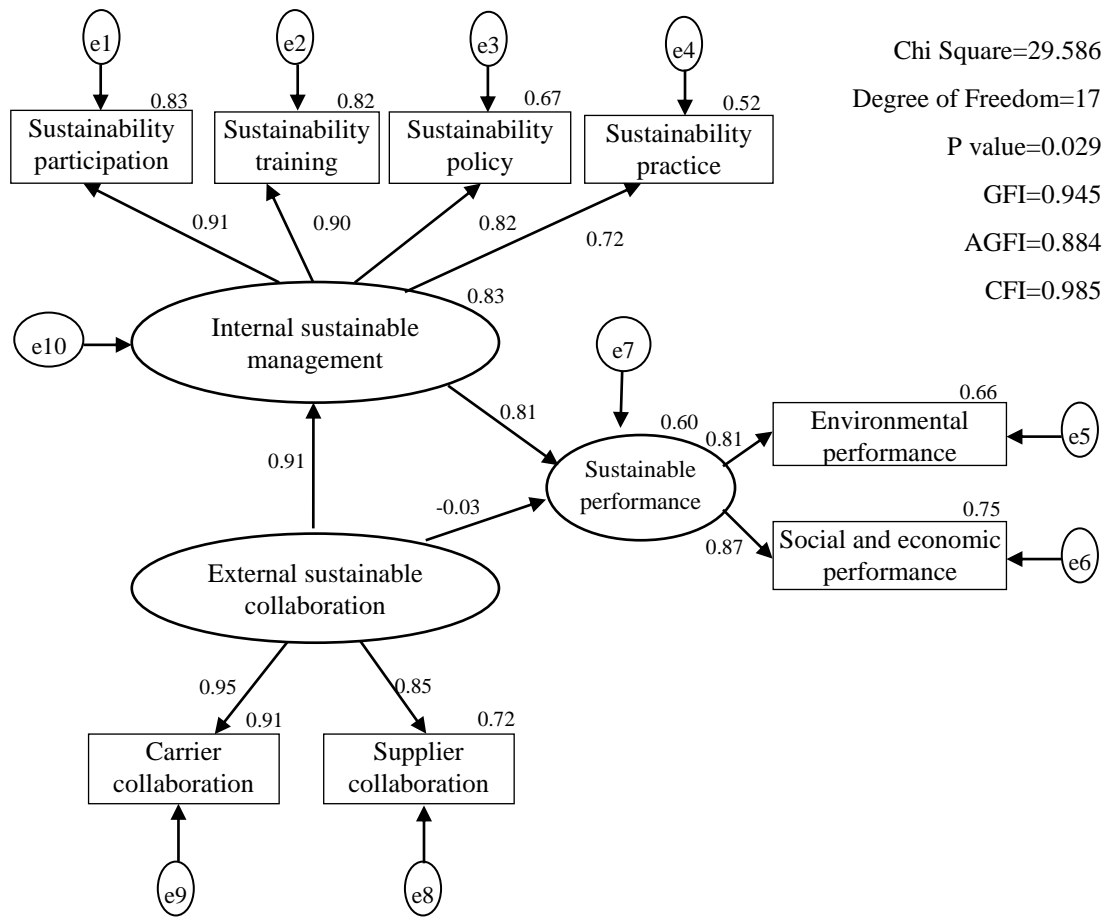 e1
e2
e3
e4
Chi Square=29.586
Degree of Freedom=17
P value=0.029
GFI=0.945
AGFI=0.884
CFI=0.985
0.83
Sustainability
participation
0.82
Sustainability
training
0.67
Sustainability
policy
0.52
Sustainability
practice
0.91
0.90
0.82
0.72
0.83
Internal sustainable
management
e10
e7
0.81
0.60
Sustainable
performance
0.81
0.66
Environmental
performance
e5
0.91
-0.03
0.87
0.75
Social and economic
performance
e6
External sustainable
collaboration
0.95
0.85
0.91
Carrier
collaboration
0.72
Supplier
collaboration
e9
e8